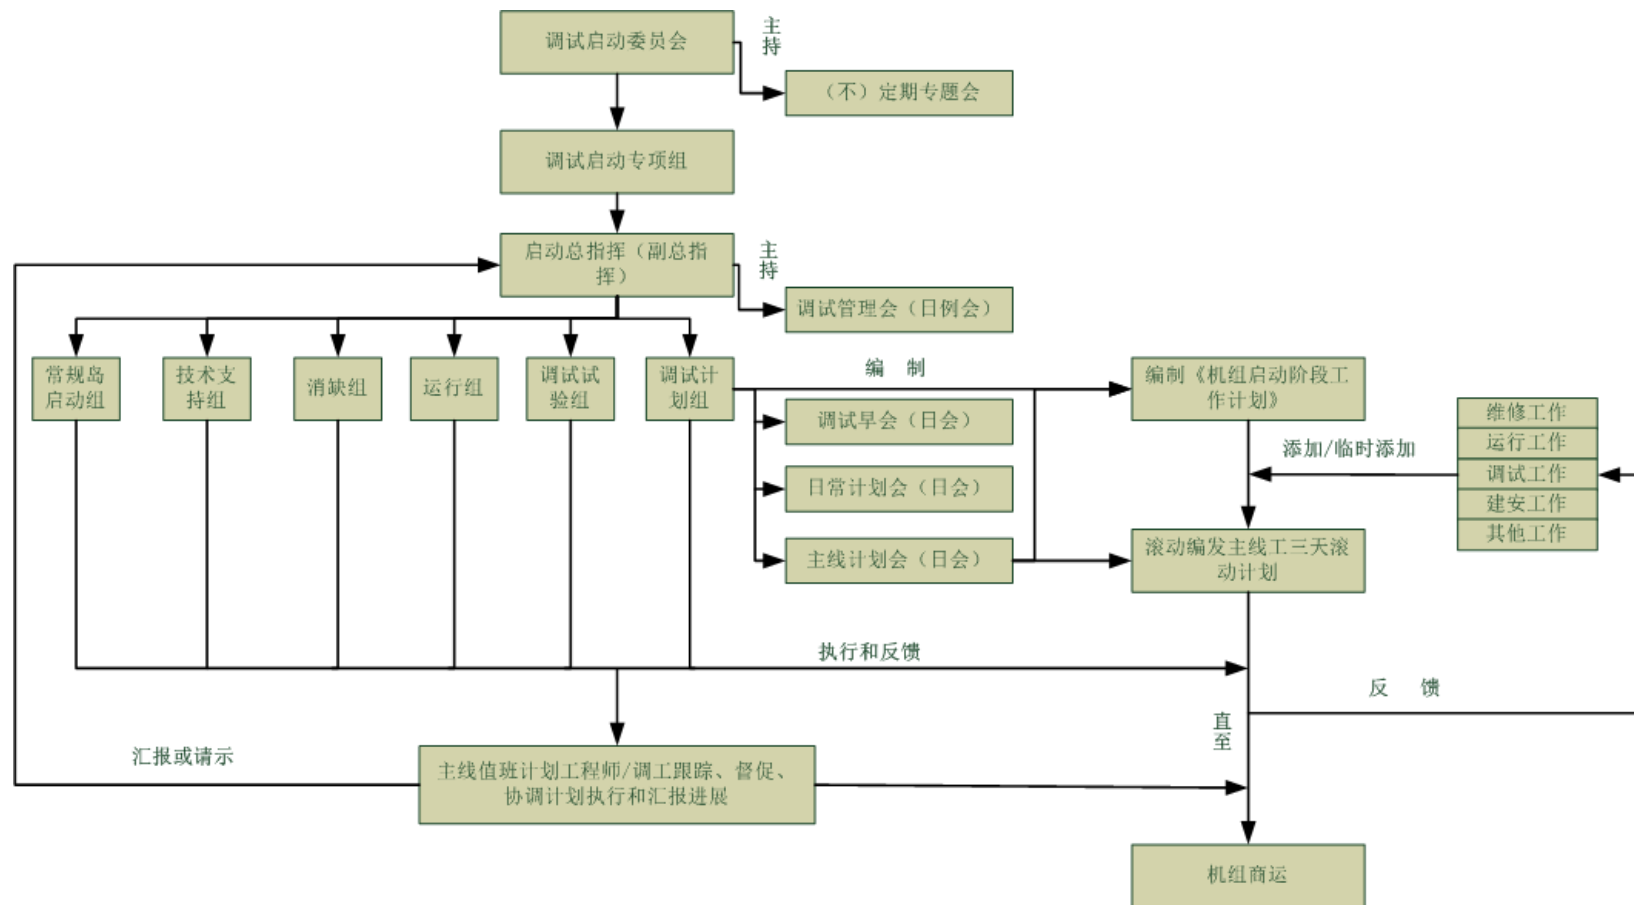 调试启动委员会
主
持
（不）定期专题会
调试启动专项组
启动总指挥（副总指
挥）
主
持
调试管理会（日例会）
常规岛
启动组
技术支
持组
消缺组
运行组
调试试
验组
调试计
划组
编 制
编制《机组启动阶段工
作计划》
调试早会（日会）
日常计划会（日会）
主线计划会（日会）
添加/临时添加
维修工作
运行工作
调试工作
建安工作
其他工作
滚动编发主线工三天滚
动计划
执行和反馈
反 馈
直
至
汇报或请示
主线值班计划工程师/调工跟踪、督促、
协调计划执行和汇报进展
机组商运